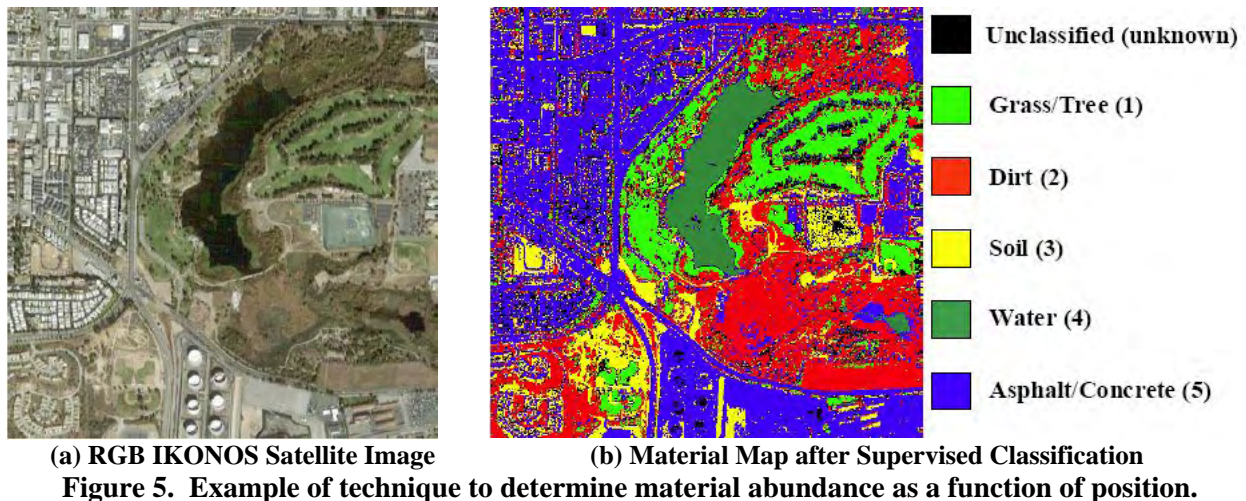 Unclassified (unknown)
Grass/Tree (1)
Dirt (2)
Soil (3)
Water (4)
Asphalt/Concrete (5)
(a) RGB IKONOS Satellite Image
(b) Material Map after Supervised Classification
Figure 5. Example of technique to determine material abundance as a function of position.